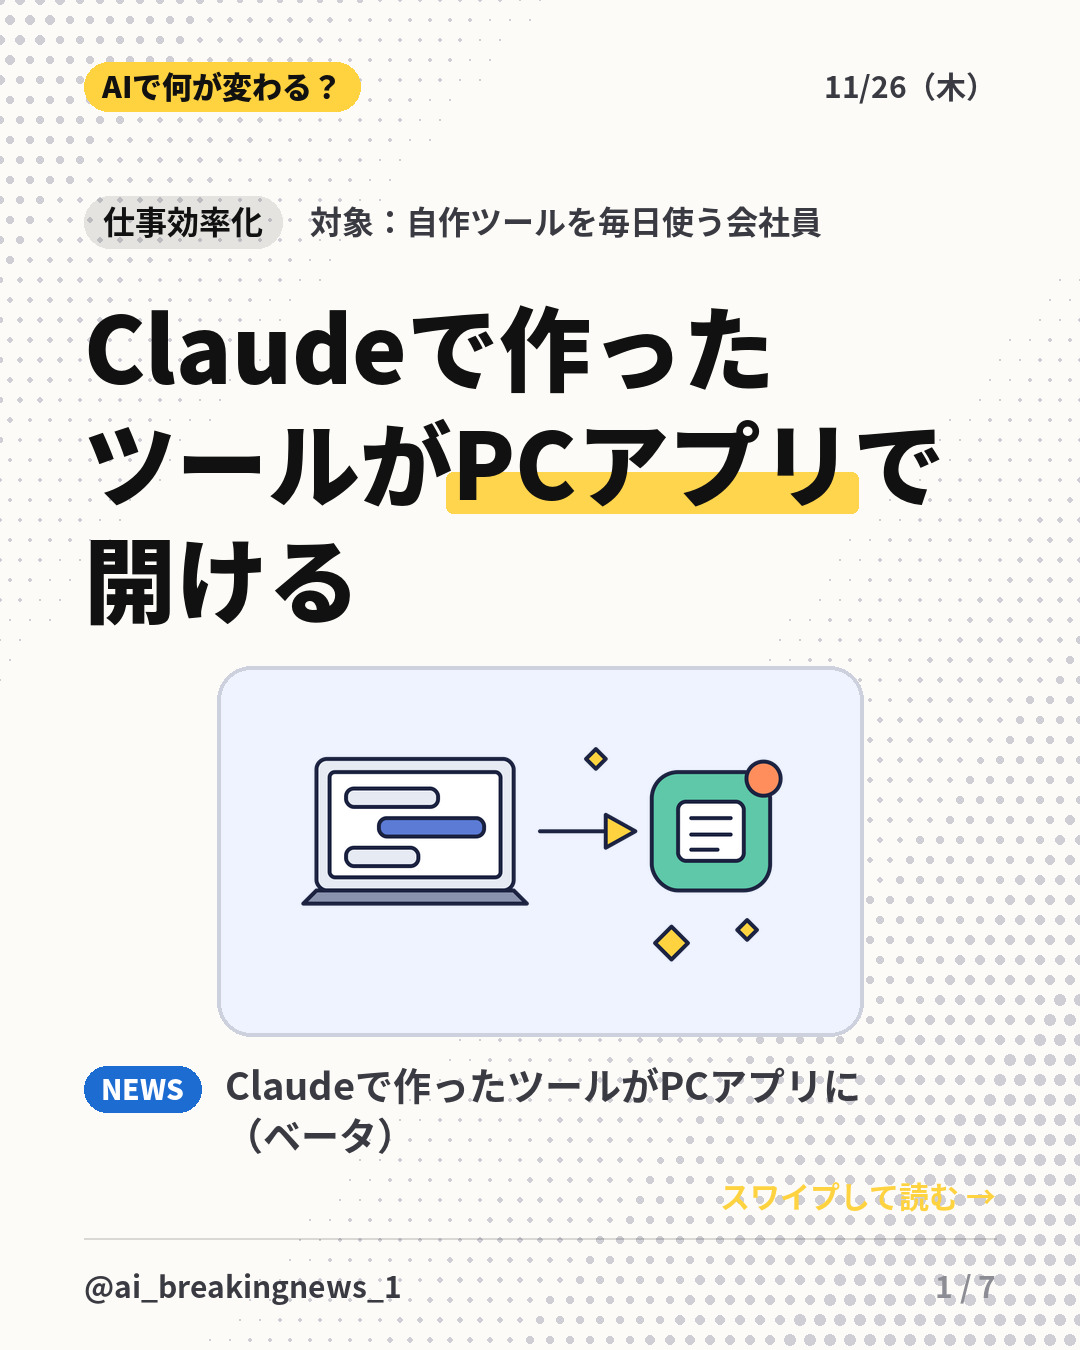 AIで何が変わる？
11/26（木）
仕事効率化
対象：自作ツールを毎日使う会社員
Claudeで作った
ツールがPCアプリで
開ける
NEWS
Claudeで作ったツールがPCアプリに
（ベータ）
スワイプして読む →
@ai_breakingnews_1
1 / 7